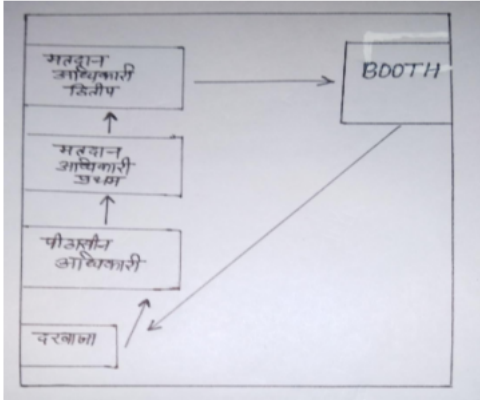 मतदान
अधिकारी
द्वितीय
BOOTH
मतदान
अधिकारी
प्रथम
पीठासीन
अधिकारी
दरवाजा